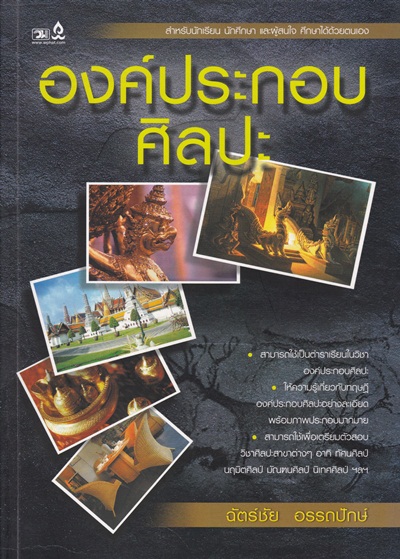 สำหรับนักเรียน นักศึกษา และผู้สนใจ ศึกษาได้ด้วยตนเอง
วพ
www.wphat.com
องค์ประกอบ
ศิลปะ
สามารถใช้เป็นตำราเรียนในวิชา
องค์ประกอบศิลปะ
ให้ความรู้เกี่ยวกับทฤษฎี
องค์ประกอบศิลปะอย่างละเอียด
พร้อมภาพประกอบมากมาย
สามารถใช้เพื่อเตรียมตัวสอบ
วิชาศิลปะสาขาต่างๆ อาทิ ทัศนศิลป์
นฤมิตศิลป์ มัณฑนศิลป์ นิเทศศิลป์ ฯลฯ
ฉัตร์ชัย อรรถปักษ์